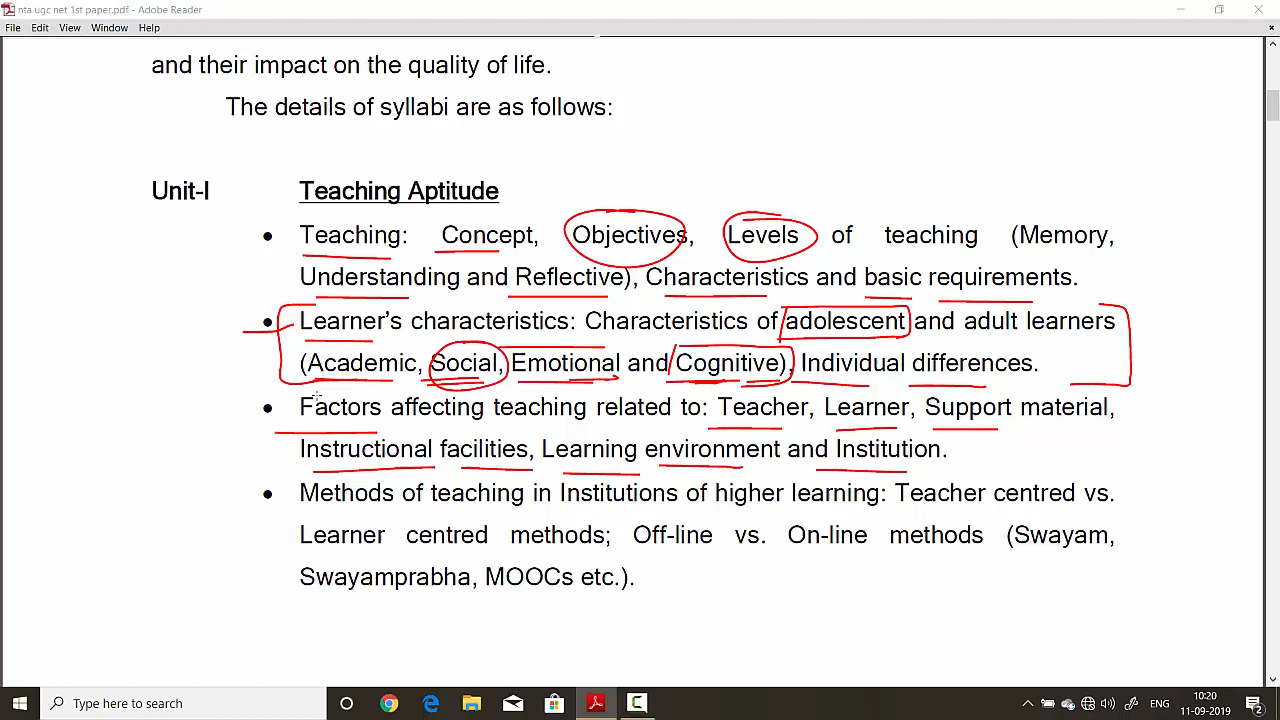 nta ugc net 1st paper.pdf - Adobe Reader
File Edit View Window Help
and their impact on the quality of life.
The details of syllabi are as follows:
Unit-I Teaching Aptitude
• Teaching: Concept, Objectives, Levels of teaching (Memory,
Understanding and Reflective), Characteristics and basic requirements.
• Learner's characteristics: Characteristics of adolescent and adult learners
(Academic, Social, Emotional and Cognitive), Individual differences.
• Factors affecting teaching related to: Teacher, Learner, Support material,
Instructional facilities, Learning environment and Institution.
• Methods of teaching in Institutions of higher learning: Teacher centred vs.
Learner centred methods; Off-line vs. On-line methods (Swayam,
Swayamprabha, MOOCs etc.).
Type here to search
ENG
10:20
11-09-2019
2